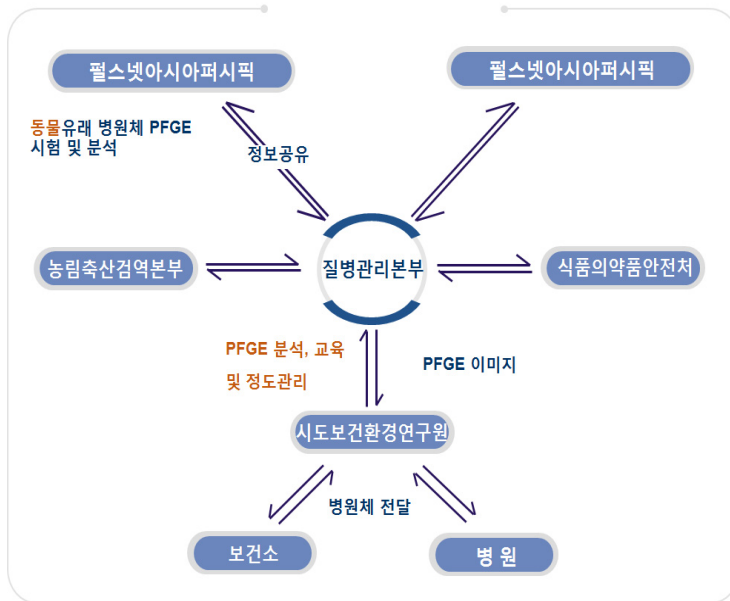 펄스넷아시아퍼시픽
펄스넷아시아퍼시픽
동물유래 병원체 PFGE
시험 및 분석
정보공유
농림축산검역본부
질병관리본부
식품의약품안전처
PFGE 분석, 교육
및 정도관리
PFGE 이미지
시도보건환경연구원
병원체 전달
보건소
병 원